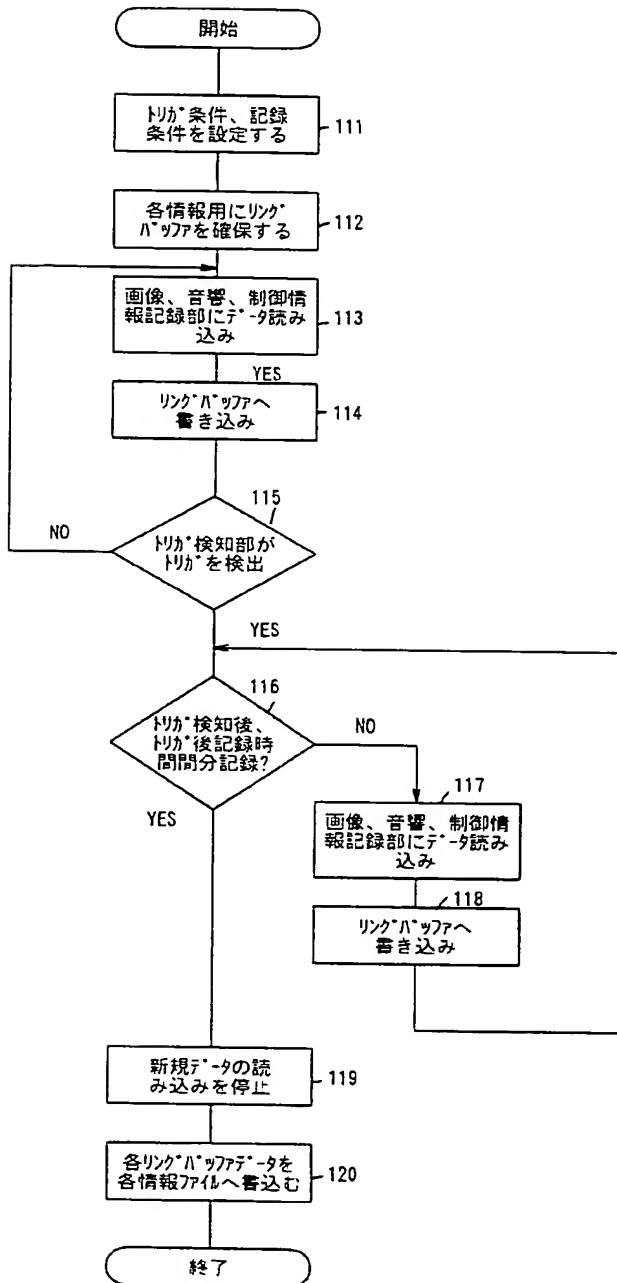 開始
トリガ条件、記録
条件を設定する
111
各情報用にリング
バッファを確保する
112
画像、音響、制御情
報記録部にデータ読み
込み
113
YES
リングバッファへ
書き込み
114
115
NO
トリガ検知部が
トリガを検出
YES
116
トリガ検知後、
トリガ後記録時
間間分記録?
NO
YES
117
画像、音響、制御情
報記録部にデータ読み
込み
118
リングバッファへ
書き込み
新規データの読
み込みを停止
119
各リングバッファデータを
各情報ファイルへ書込む
120
終了